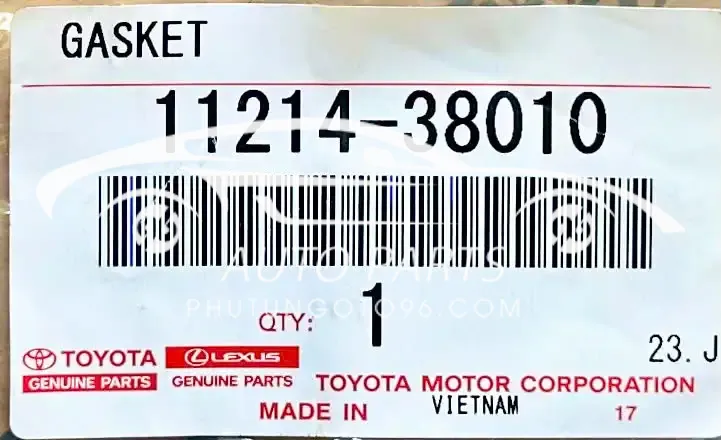 GASKET
11214-38010
AUTO PARTS
PHUTUNGOTO96.COM
QTY: 1
23.J
TOYOTA LEXUS
GENUINE PARTS GENUINE PARTS
TOYOTA MOTOR CORPORATION
MADE IN VIETNAM 17